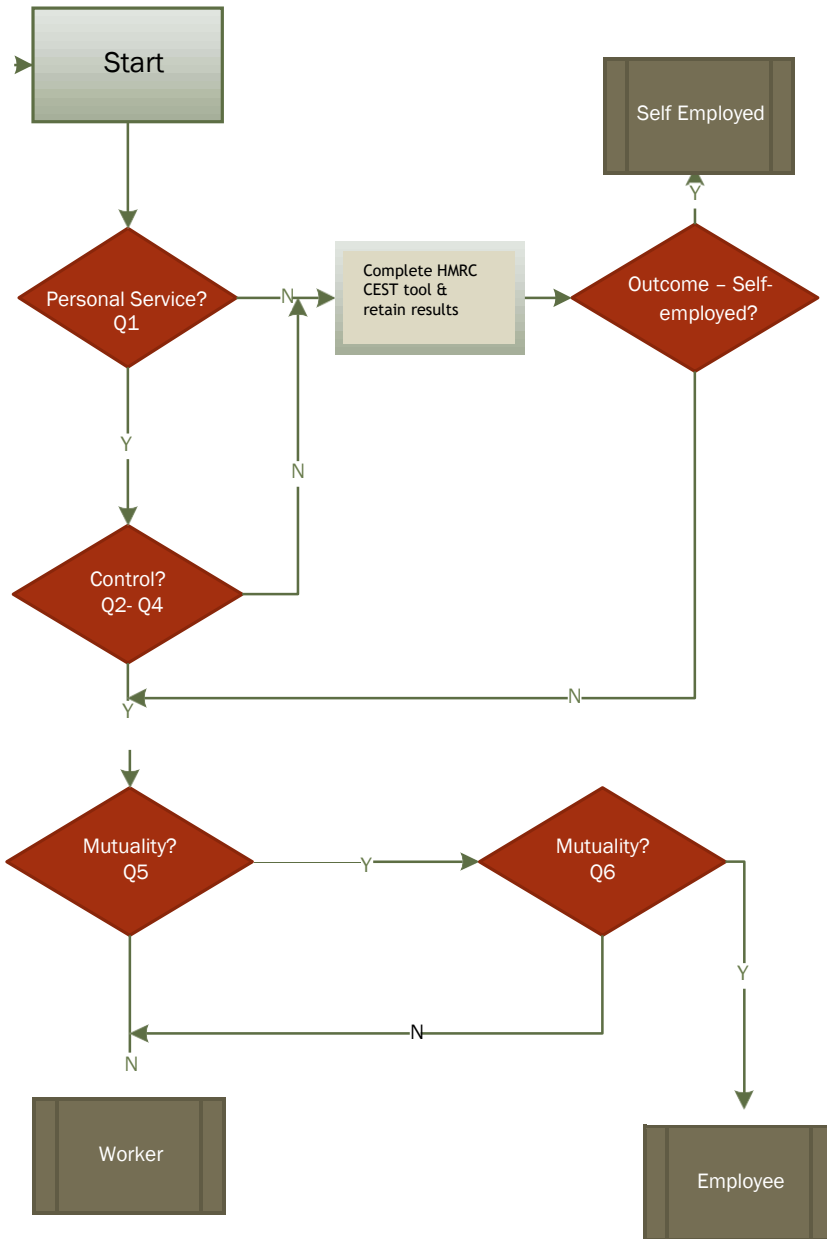 Start
Self Employed
Y
Personal Service?
Q1
N
Complete HMRC
CEST tool &
retain results
Outcome – Self-
employed?
Y
N
Control?
Q2- Q4
N
Y
Mutuality?
Q5
Y
Mutuality?
Q6
Y
N
N
Worker
Employee